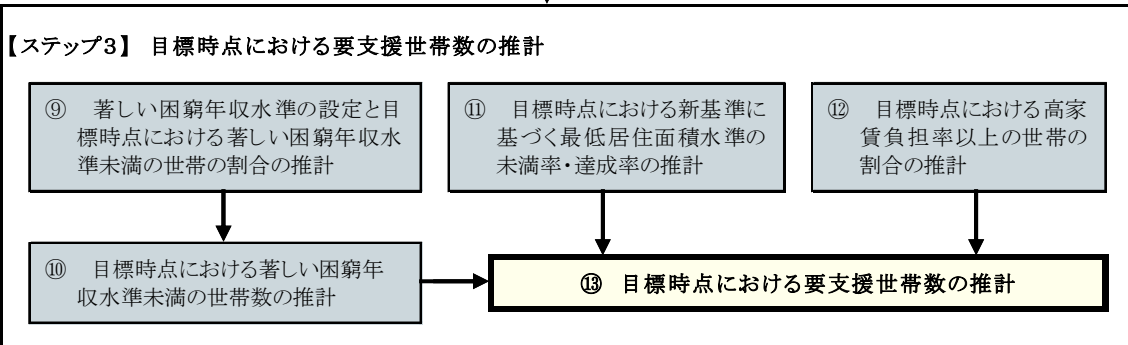 【ステップ3】 目標時点における要支援世帯数の推計
⑨ 著しい困窮年収水準の設定と目
標時点における著しい困窮年収水
準未満の世帯の割合の推計
⑪ 目標時点における新基準に
基づく最低居住面積水準の
未満率・達成率の推計
⑫ 目標時点における高家
賃負担率以上の世帯の
割合の推計
⑩ 目標時点における著しい困窮年
収水準未満の世帯数の推計
⑬ 目標時点における要支援世帯数の推計